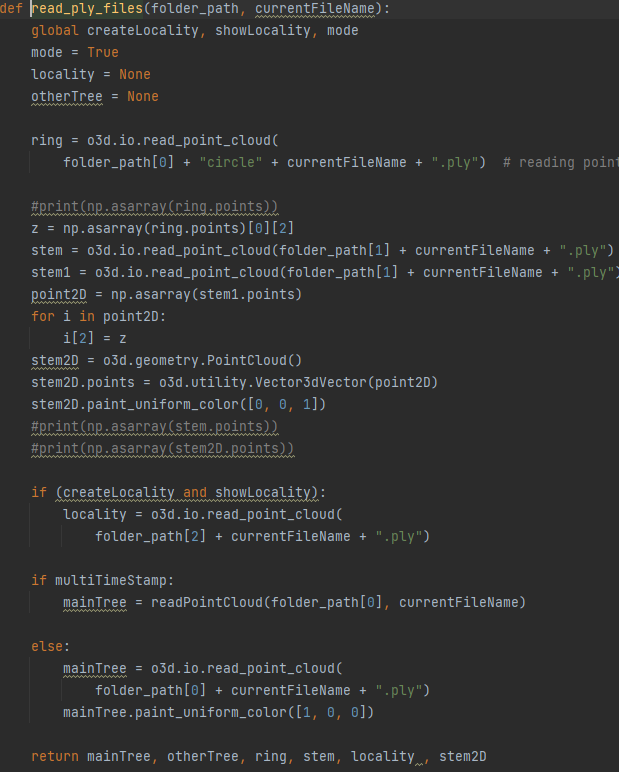 def read_ply_files(folder_path, currentFileName):
    global createLocality, showLocality, mode
    mode = True
    locality = None
    otherTree = None

    ring = o3d.io.read_point_cloud(
        folder_path[0] + "circle" + currentFileName + ".ply")  # reading point

    #print(np.asarray(ring.points))
    z = np.asarray(ring.points)[0][2]
    stem = o3d.io.read_point_cloud(folder_path[1] + currentFileName + ".ply")
    stem1 = o3d.io.read_point_cloud(folder_path[1] + currentFileName + ".ply")
    point2D = np.asarray(stem1.points)
    for i in point2D:
        i[2] = z
    stem2D = o3d.geometry.PointCloud()
    stem2D.points = o3d.utility.Vector3dVector(point2D)
    stem2D.paint_uniform_color([0, 0, 1])
    #print(np.asarray(stem.points))
    #print(np.asarray(stem2D.points))

    if (createLocality and showLocality):
        locality = o3d.io.read_point_cloud(
            folder_path[2] + currentFileName + ".ply")

    if multiTimeStamp:
        mainTree = readPointCloud(folder_path[0], currentFileName)

    else:
        mainTree = o3d.io.read_point_cloud(
            folder_path[0] + currentFileName + ".ply")
        mainTree.paint_uniform_color([1, 0, 0])

    return mainTree, otherTree, ring, stem, locality , stem2D